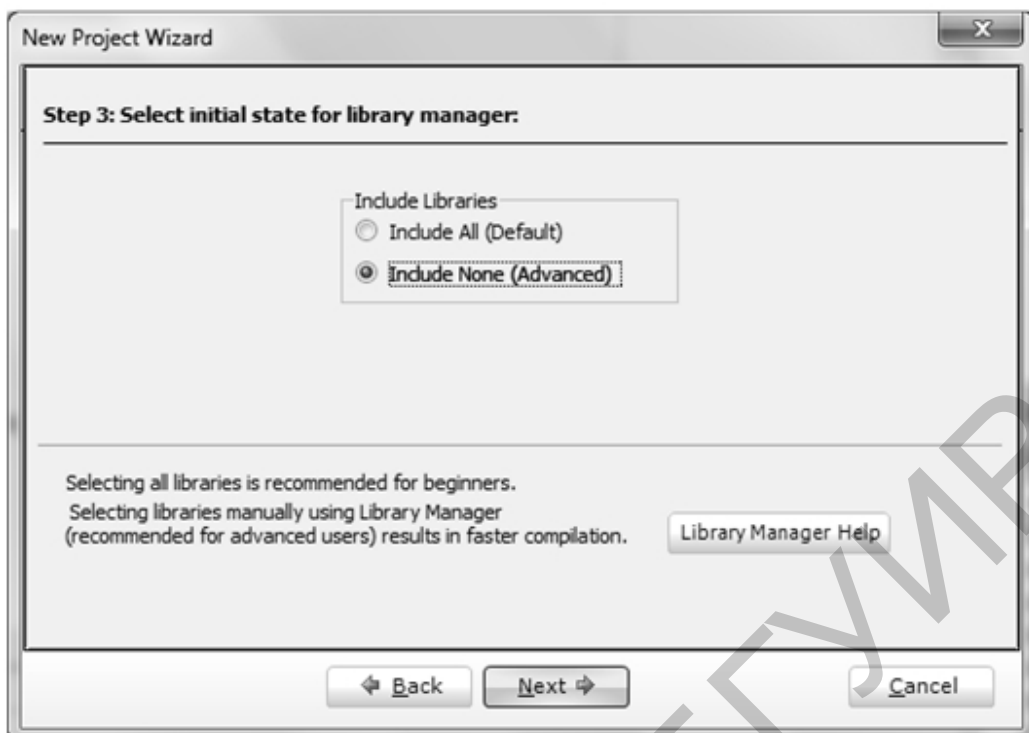 New Project Wizard
x
Step 3: Select initial state for library manager:
Include Libraries
Include All (Default)
Include None (Advanced)
Selecting all libraries is recommended for beginners.
Selecting libraries manually using Library Manager
(recommended for advanced users) results in faster compilation.
Library Manager Help
Back
Next
Cancel
ГУИР